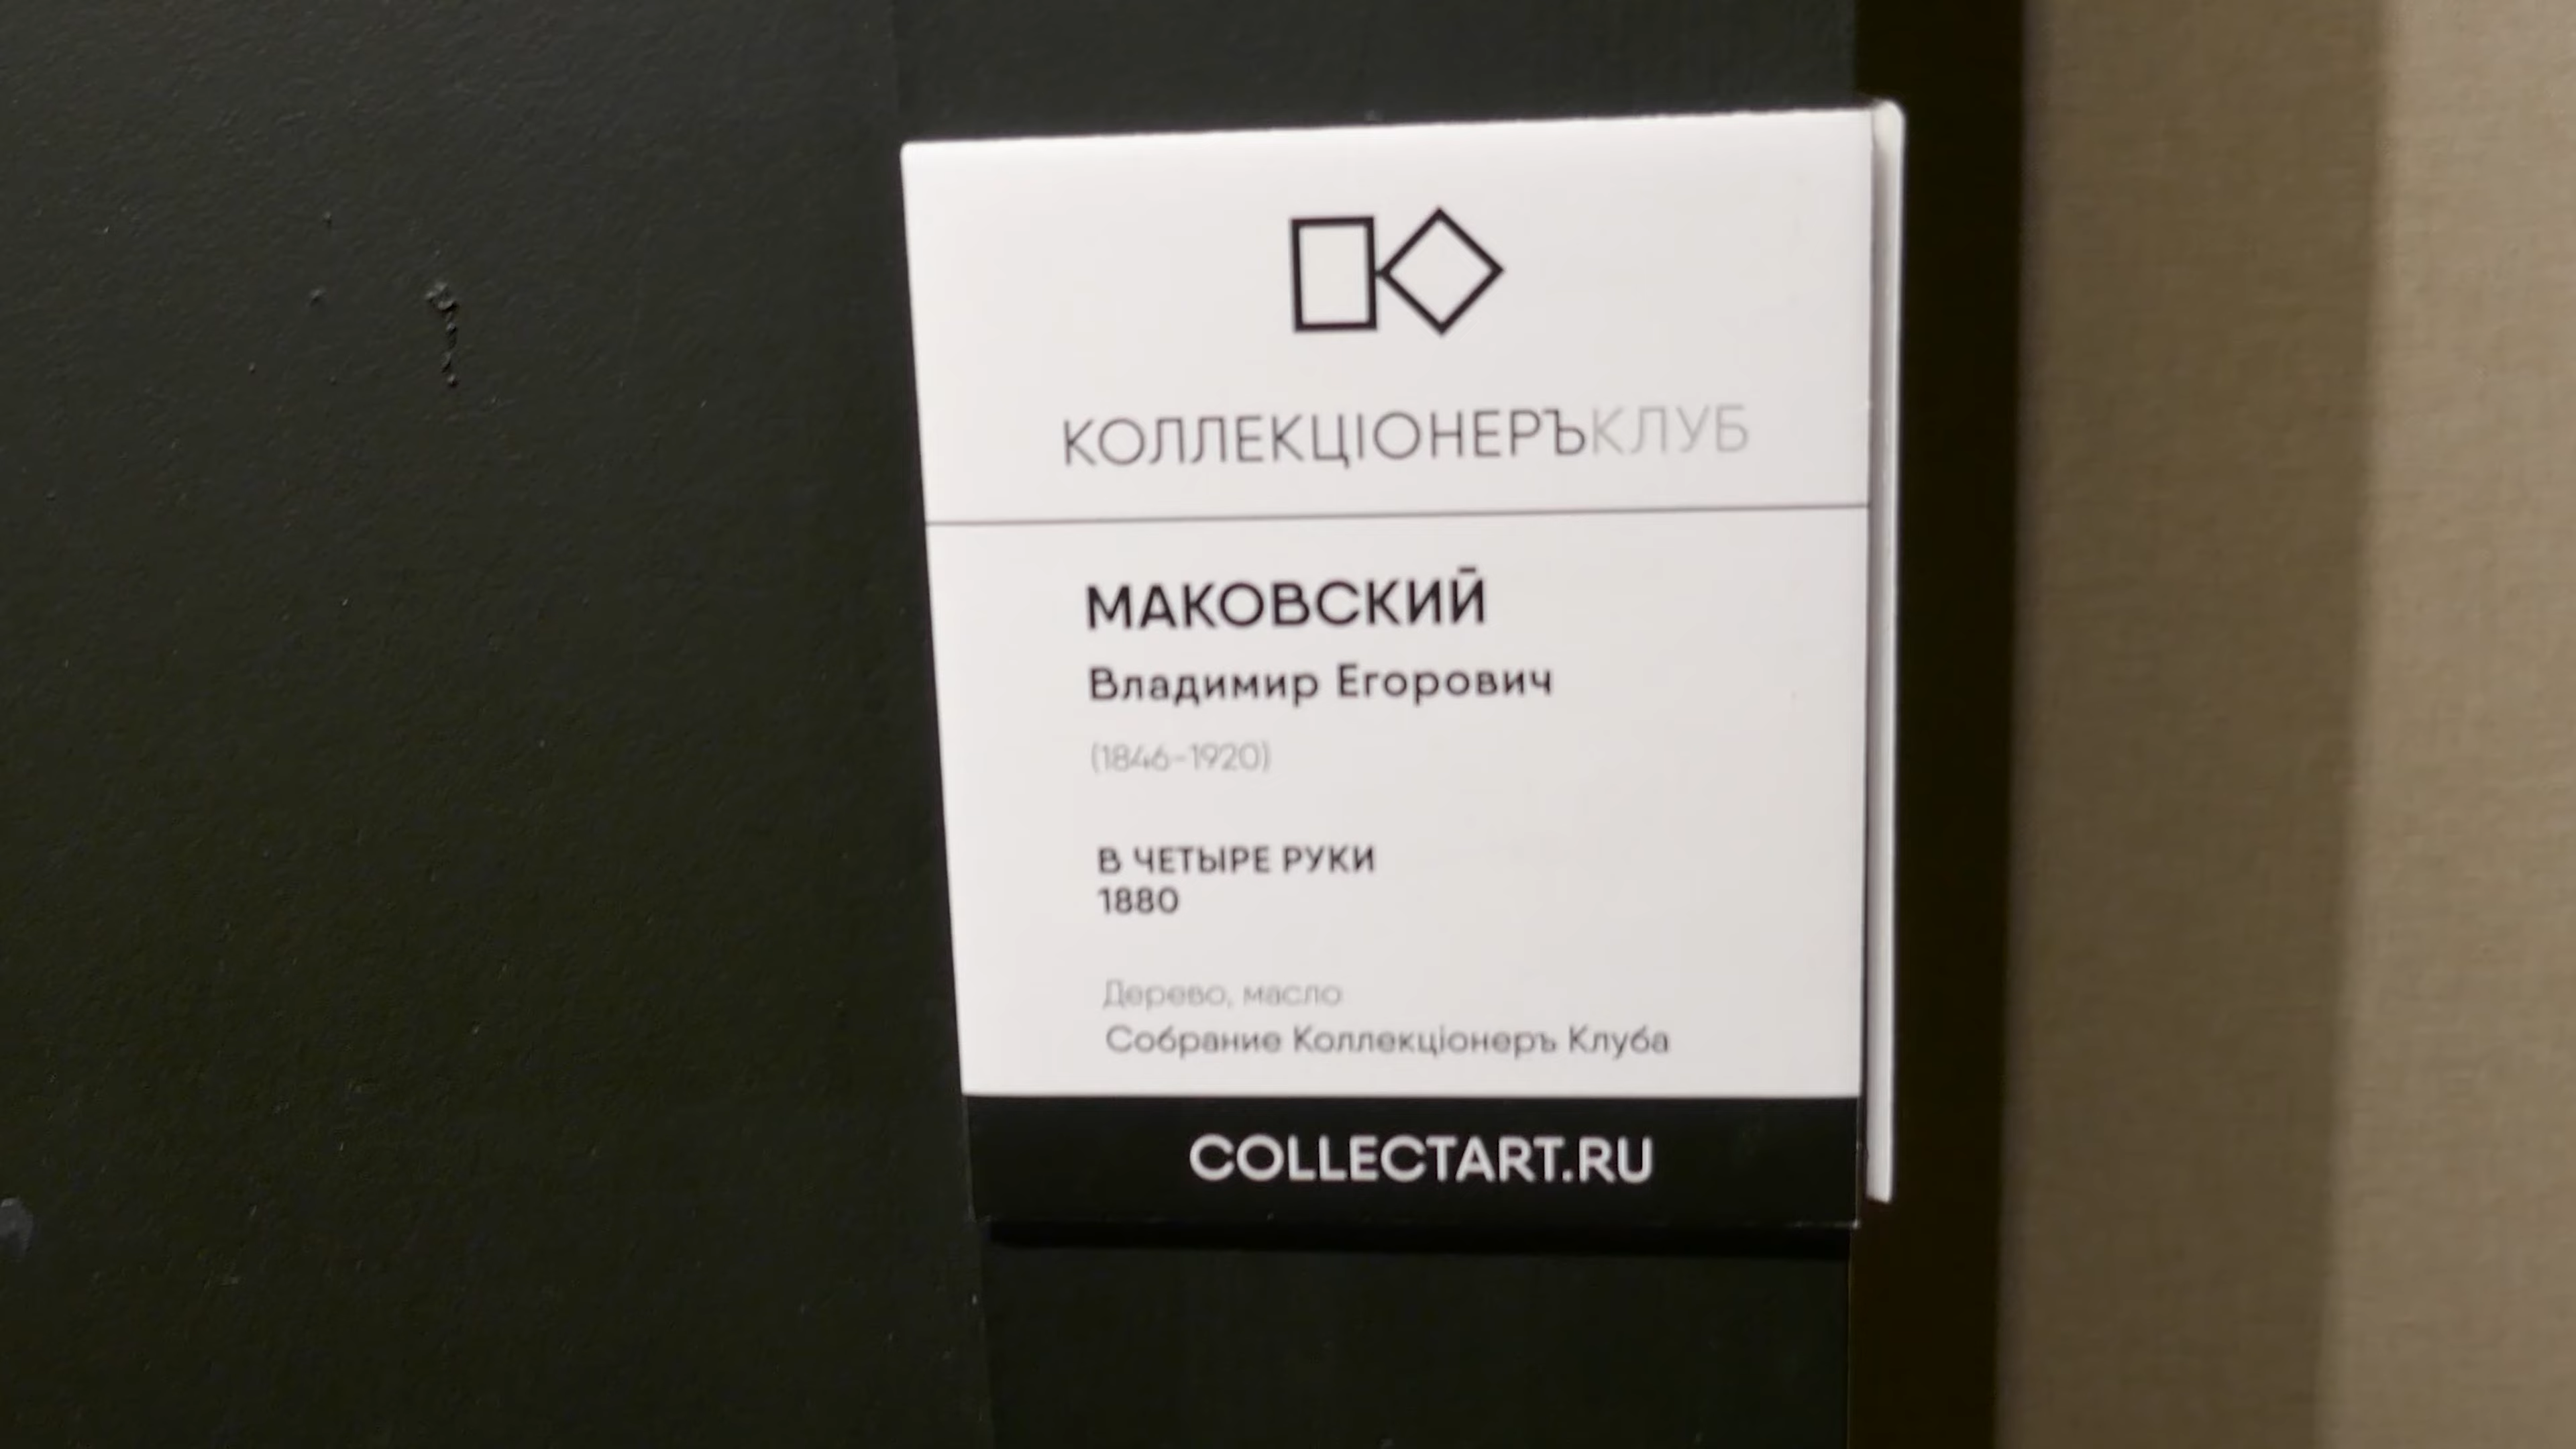 КОЛЛЕКЦІОНЕРЪКЛУБ
МАКОВСКИЙ
Владимир Егорович
(1846-1920)
В ЧЕТЫРЕ РУКИ
1880
Дерево, масло
Собрание Коллекціонеръ Клуба
COLLECTART.RU